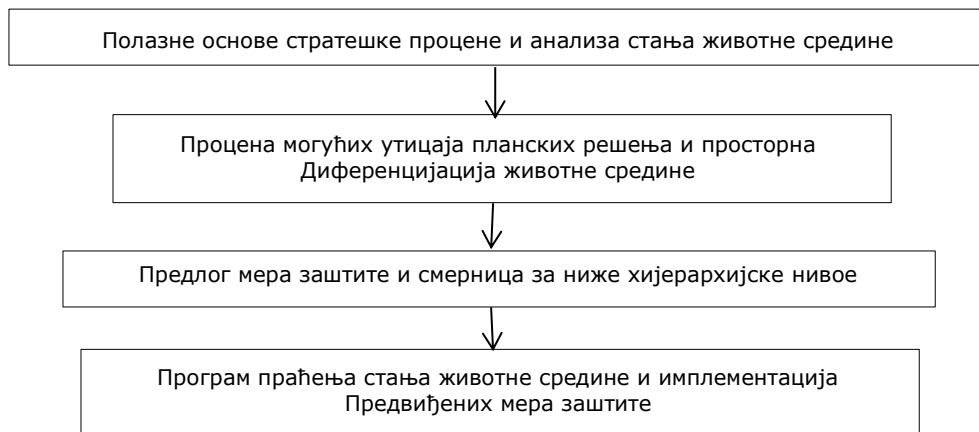 Полазне основе стратешке процене и анализа стања животне средине
Процена могућих утицаја планских решења и просторна
Диференцијација животне средине
Предлог мера заштите и смерница за ниже хијерархијске нивое
Програм праћења стања животне средине и имплементација
Предвиђених мера заштите